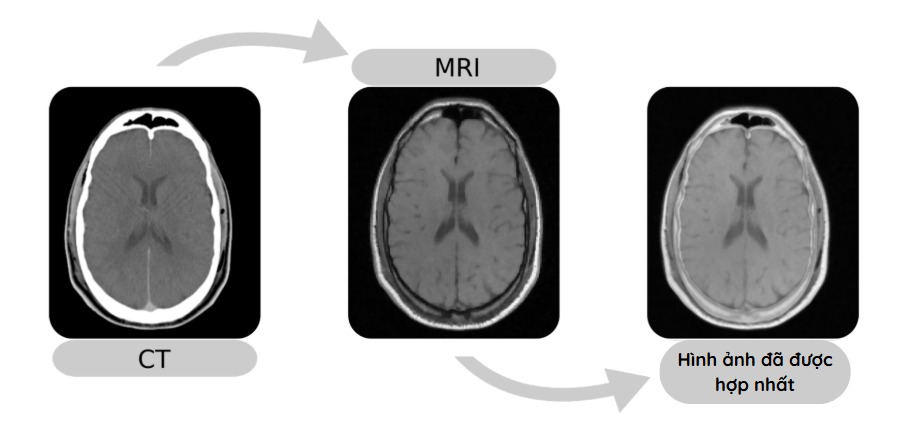 MRI
CT
Hình ảnh đã được
hợp nhất